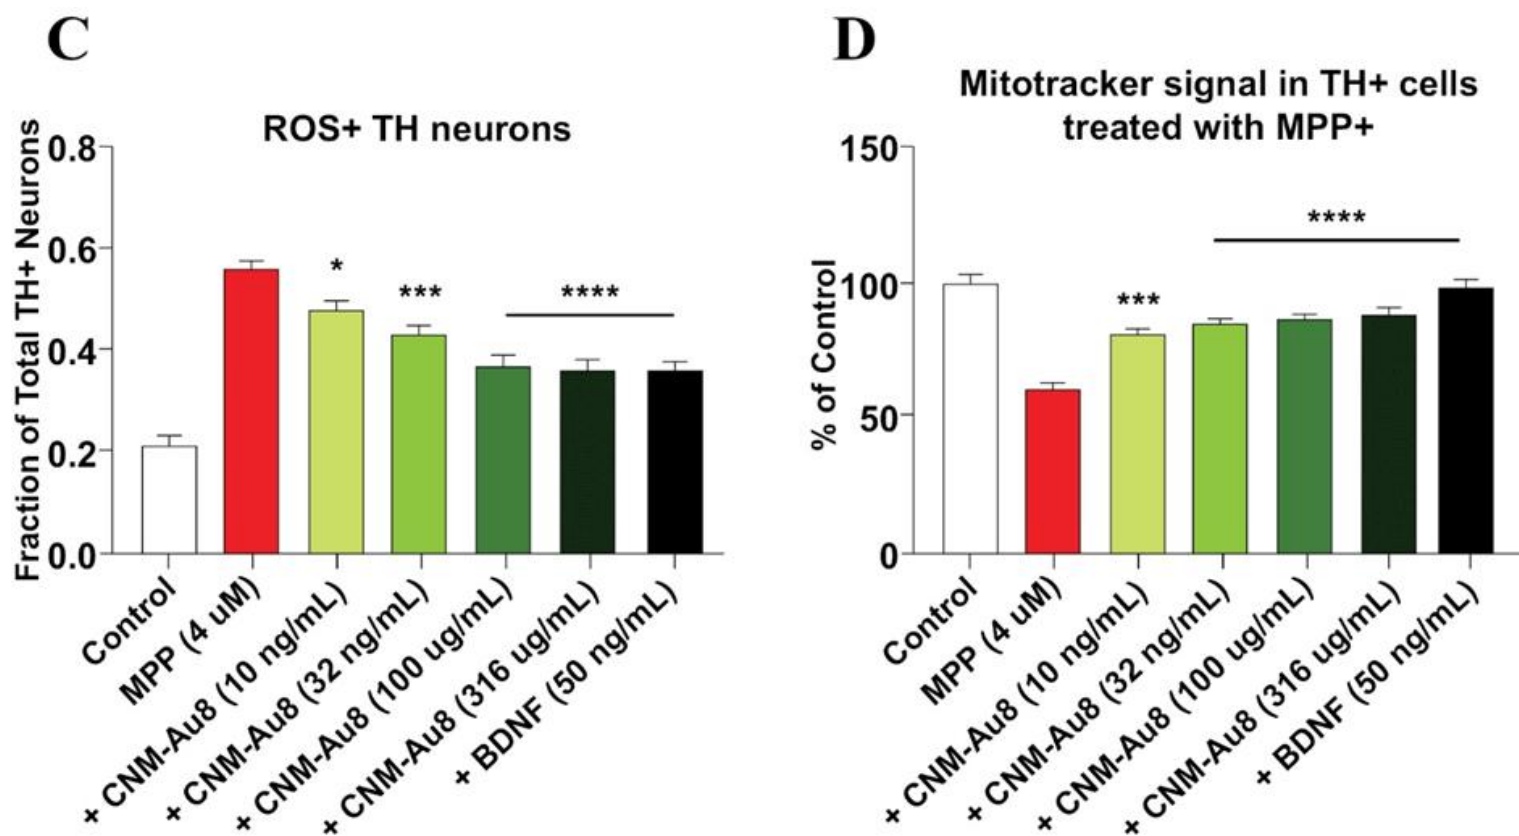 C
ROS+ TH neurons
Fraction of Total TH+ Neurons
0.8
0.6
0.4
0.2
0.0
*
***
****
Control
MPP (4 uM)
+ CNM-Au8 (10 ng/mL)
+ CNM-Au8 (32 ng/mL)
+ CNM-Au8 (100 ug/mL)
+ CNM-Au8 (316 ug/mL)
+ BDNF (50 ng/mL)
D
Mitotracker signal in TH+ cells
treated with MPP+
% of Control
150
100
50
0
***
****
Control
MPP (4 uM)
+ CNM-Au8 (10 ng/mL)
+ CNM-Au8 (32 ng/mL)
+ CNM-Au8 (100 ug/mL)
+ CNM-Au8 (316 ug/mL)
+ BDNF (50 ng/mL)